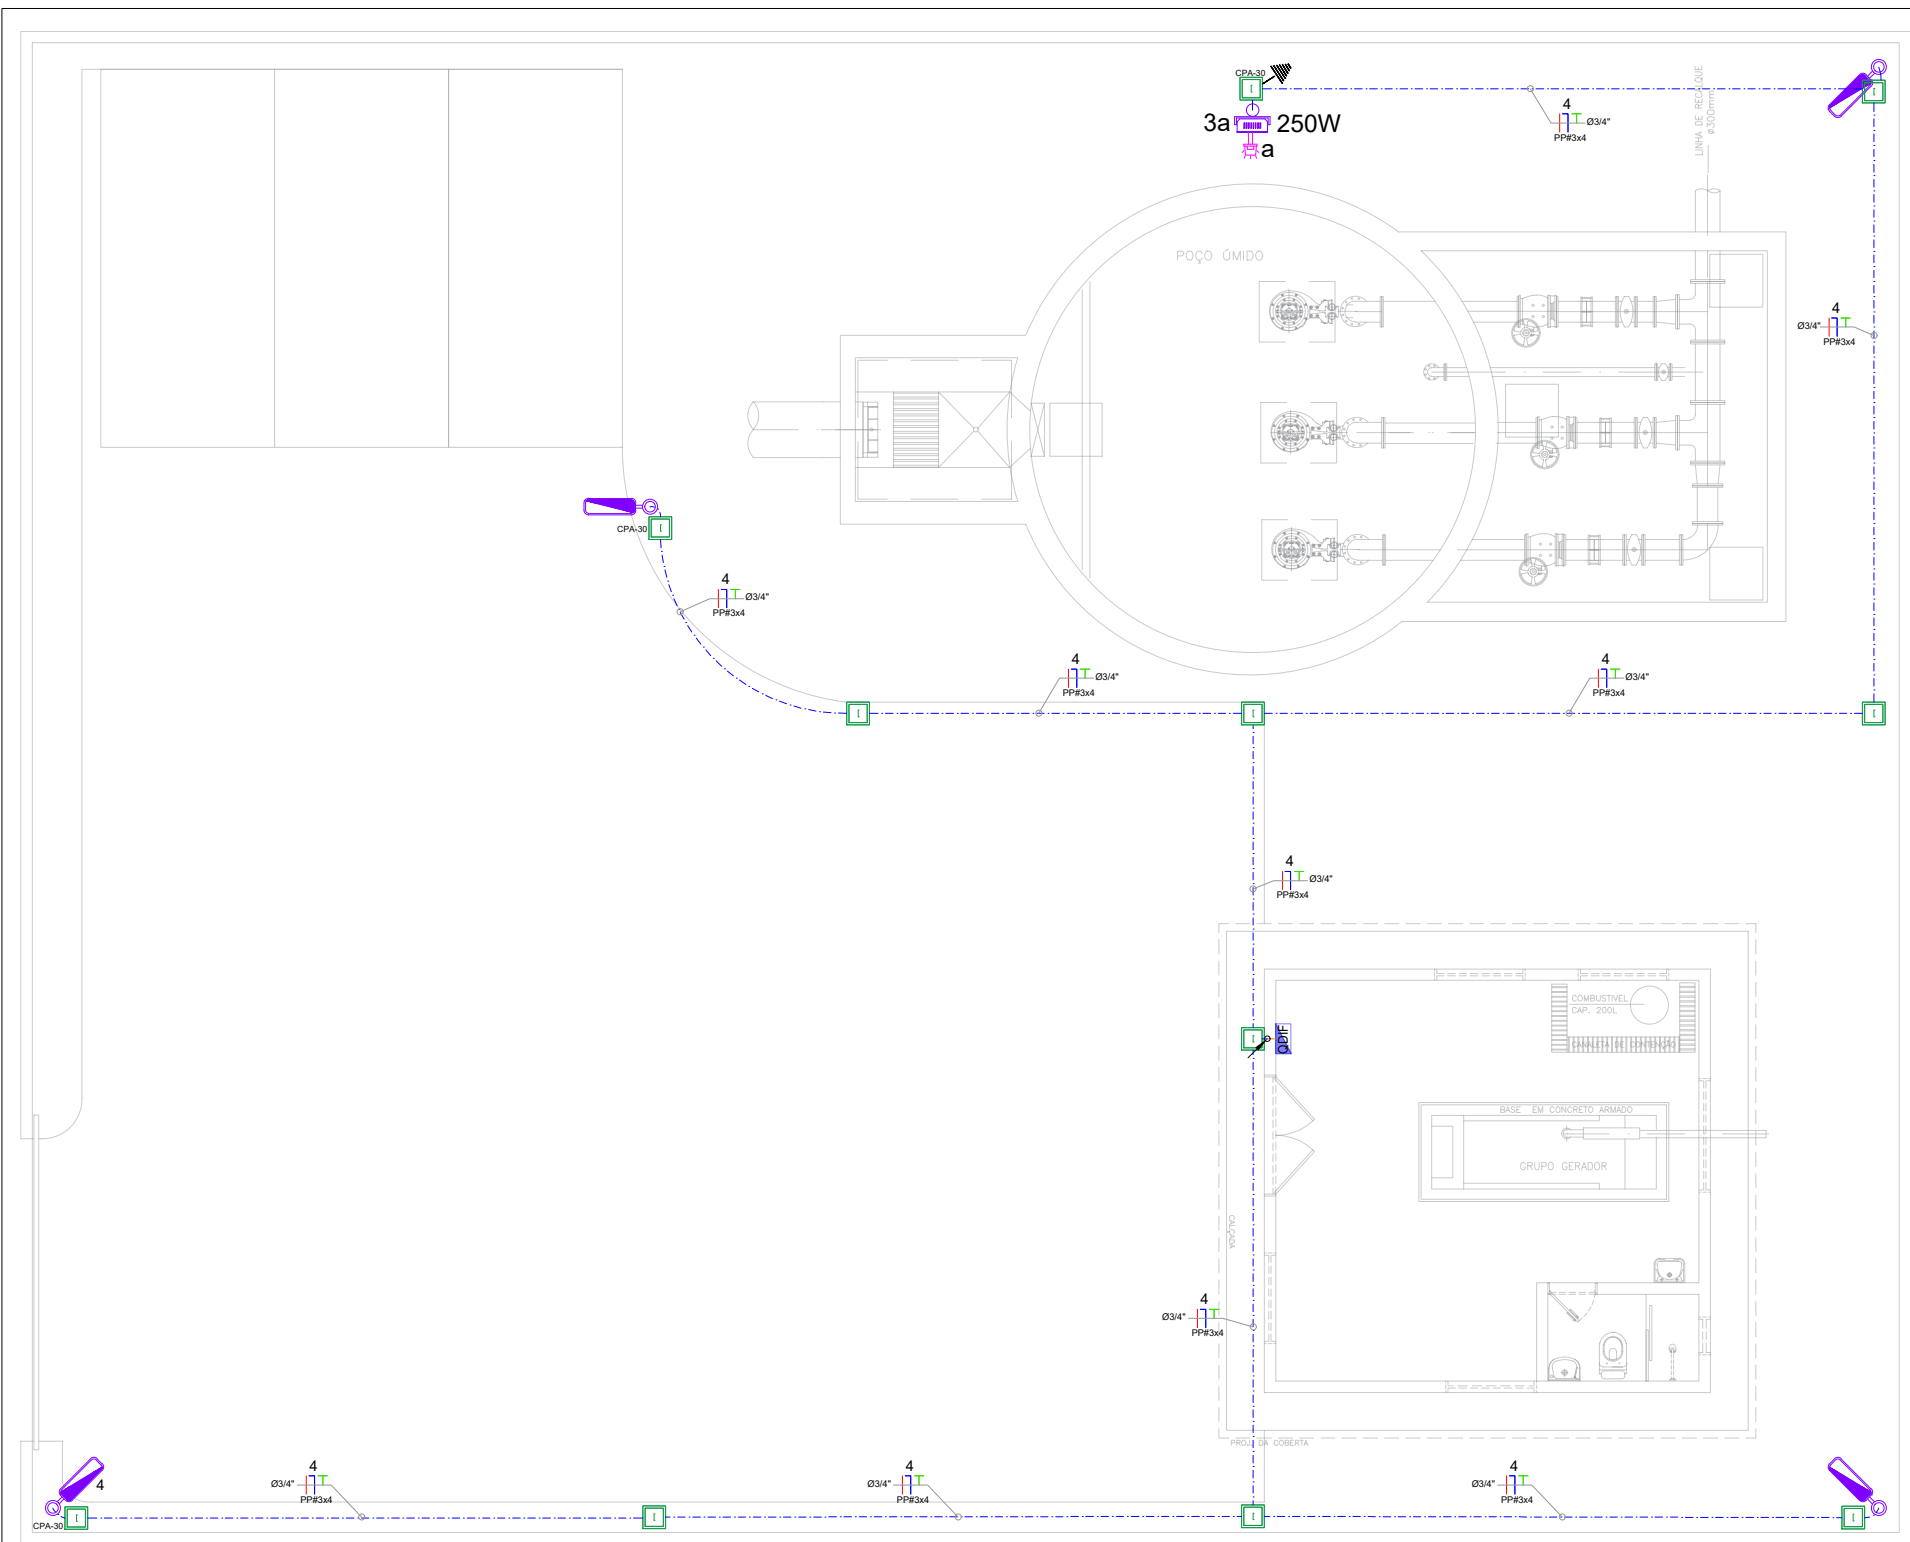 CPA-30
3a
250W
a
4
Ø3/4"
PP#3x4
LINHA DE RECALQUE
ø300mm
POÇO ÚMIDO
4
Ø3/4"
PP#3x4
CPA-30
4
Ø3/4"
PP#3x4
4
Ø3/4"
PP#3x4
4
Ø3/4"
PP#3x4
4
Ø3/4"
PP#3x4
COMBUSTIVEL
CAP. 200L
CANALETA DE CONTENÇÃO
QDIF
BASE EM CONCRETO ARMADO
GRUPO GERADOR
CALÇADA
4
Ø3/4"
PP#3x4
PROJ. DA COBERTA
4
CPA-30
4
Ø3/4"
PP#3x4
4
Ø3/4"
PP#3x4
4
Ø3/4"
PP#3x4